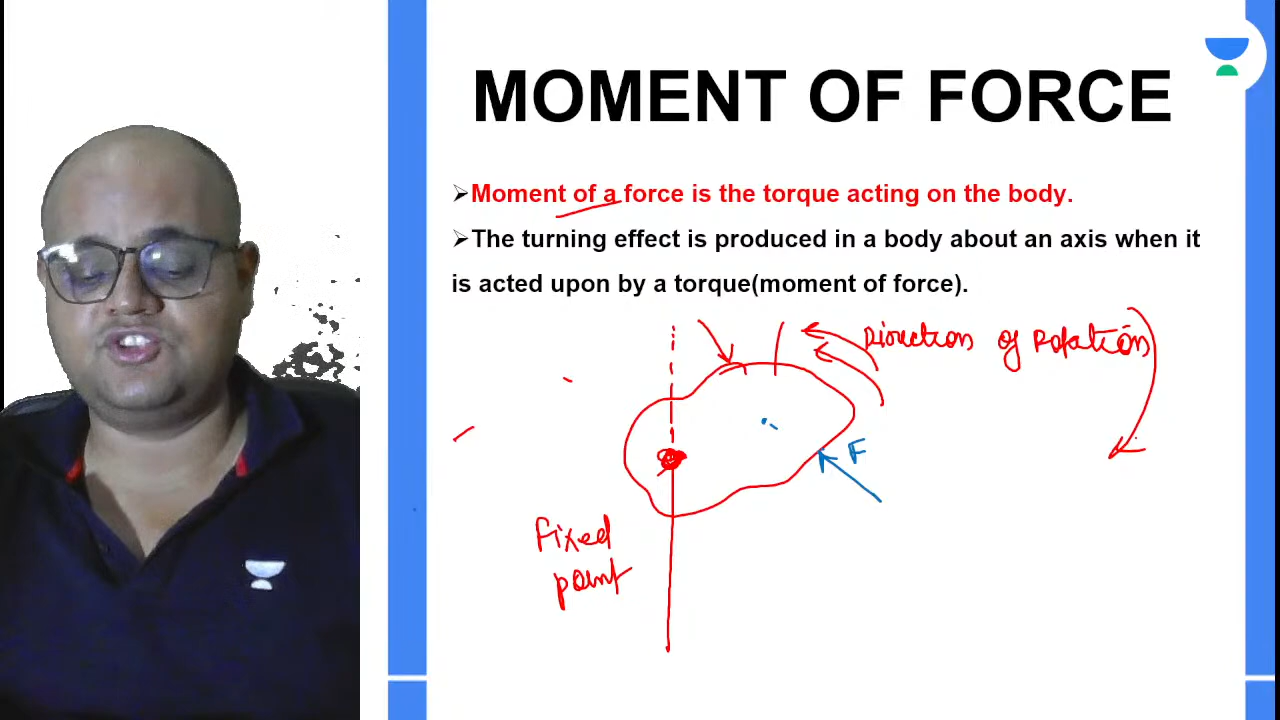 MOMENT OF FORCE
➢Moment of a force is the torque acting on the body.
➢The turning effect is produced in a body about an axis when it
is acted upon by a torque(moment of force).
Direction of Rotation
F
Fixed
point